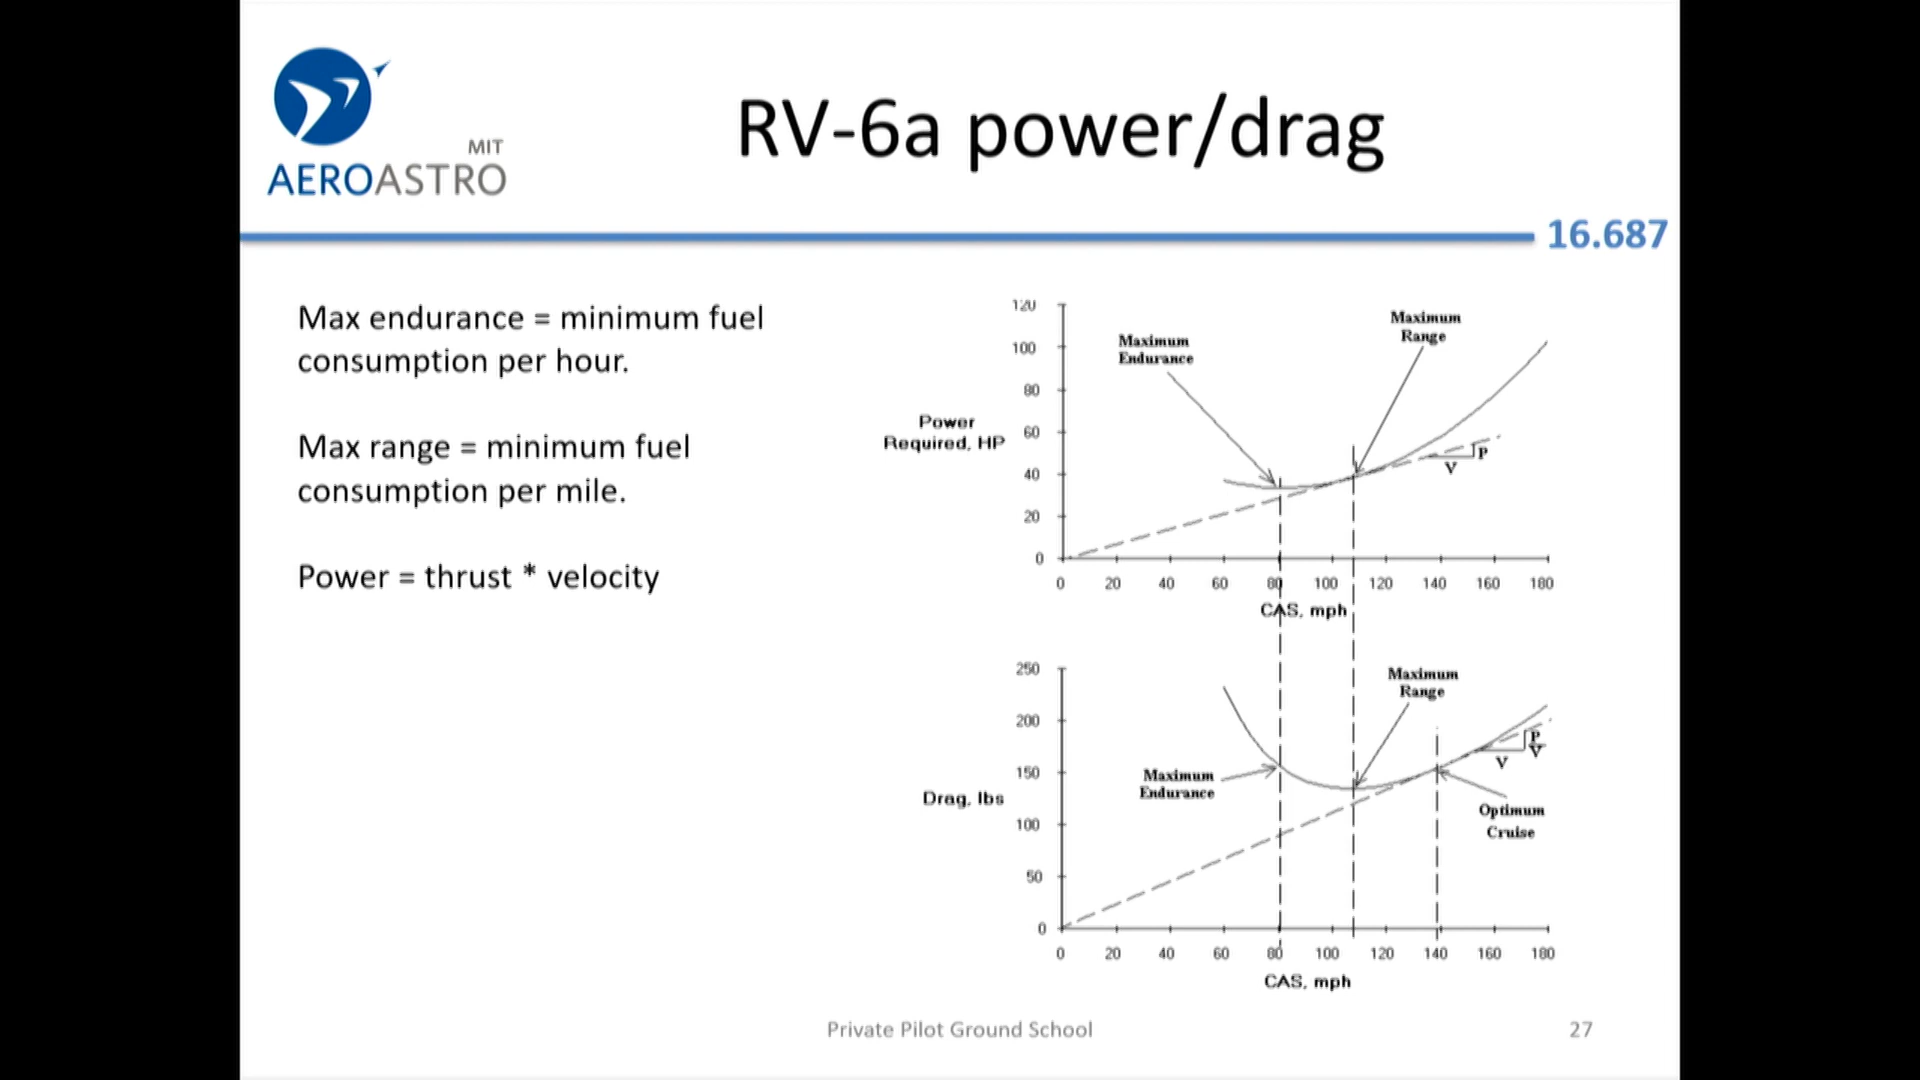 MIT
AEROASTRO
RV-6a power/drag
16.687
Max endurance = minimum fuel
consumption per hour.
Max range = minimum fuel
consumption per mile.
Power = thrust * velocity
120
100
80
60
40
20
0
Power
Required, HP
Maximum
Endurance
Maximum
Range
P
V
0 20 40 60 80 100 120 140 160 180
CAS, mph
250
200
150
100
50
0
Drag, lbs
Maximum
Endurance
Maximum
Range
P
V
V
Optimum
Cruise
0 20 40 60 80 100 120 140 160 180
CAS, mph
Private Pilot Ground School
27